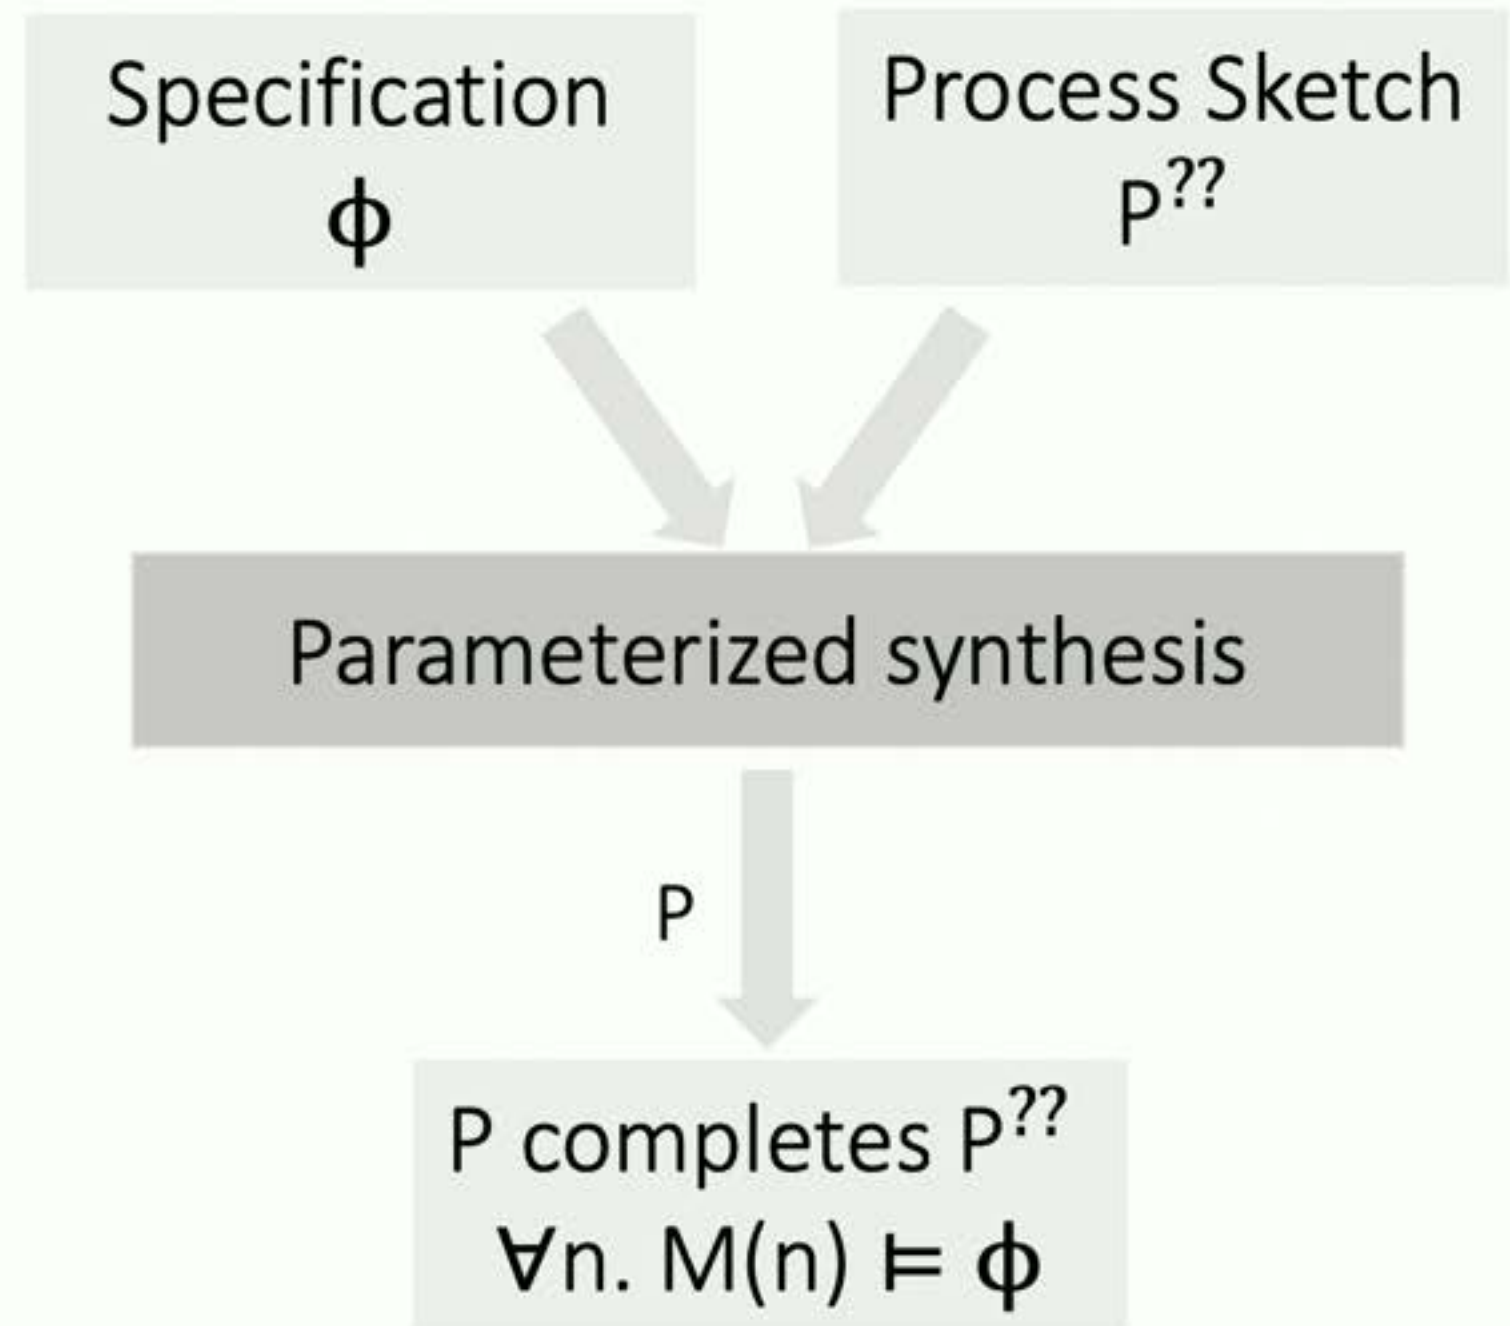 Specification
ϕ
Process Sketch
P??
Parameterized synthesis
P
P completes P??
∀n. M(n) ⊨ ϕ